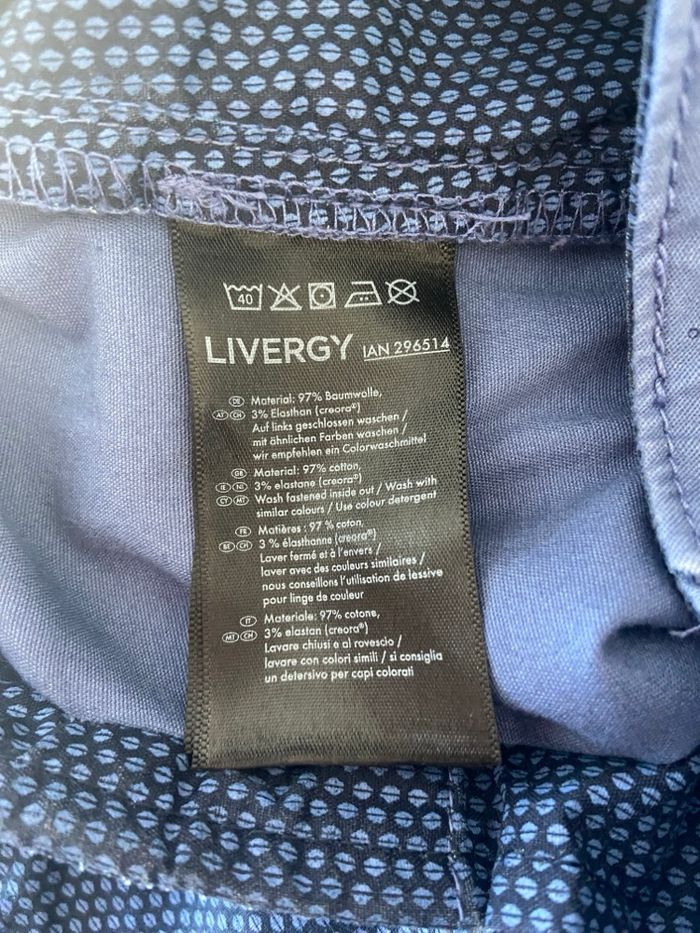 40
LIVERGY IAN 296514
DE Material: 97% Baumwolle,
AT CH 3% Elasthan (creora®)
Auf links geschlossen waschen /
mit ähnlichen Farben waschen /
wir empfehlen ein Colorwaschmittel
GB Material: 97% cotton,
IE NI 3% elastane (creora®)
CY MT Wash fastened inside out / Wash with
similar colours / Use colour detergent
FR Matières : 97 % coton,
BE CH 3 % élasthanne (creora®)
Laver fermé et à l'envers /
laver avec des couleurs similaires /
nous conseillons l'utilisation de lessive
pour linge de couleur
IT Materiale: 97% cotone,
MT CH 3% elastan (creora®)
Lavare chiusi e al rovescio /
lavare con colori simili / si consiglia
un detersivo per capi colorati